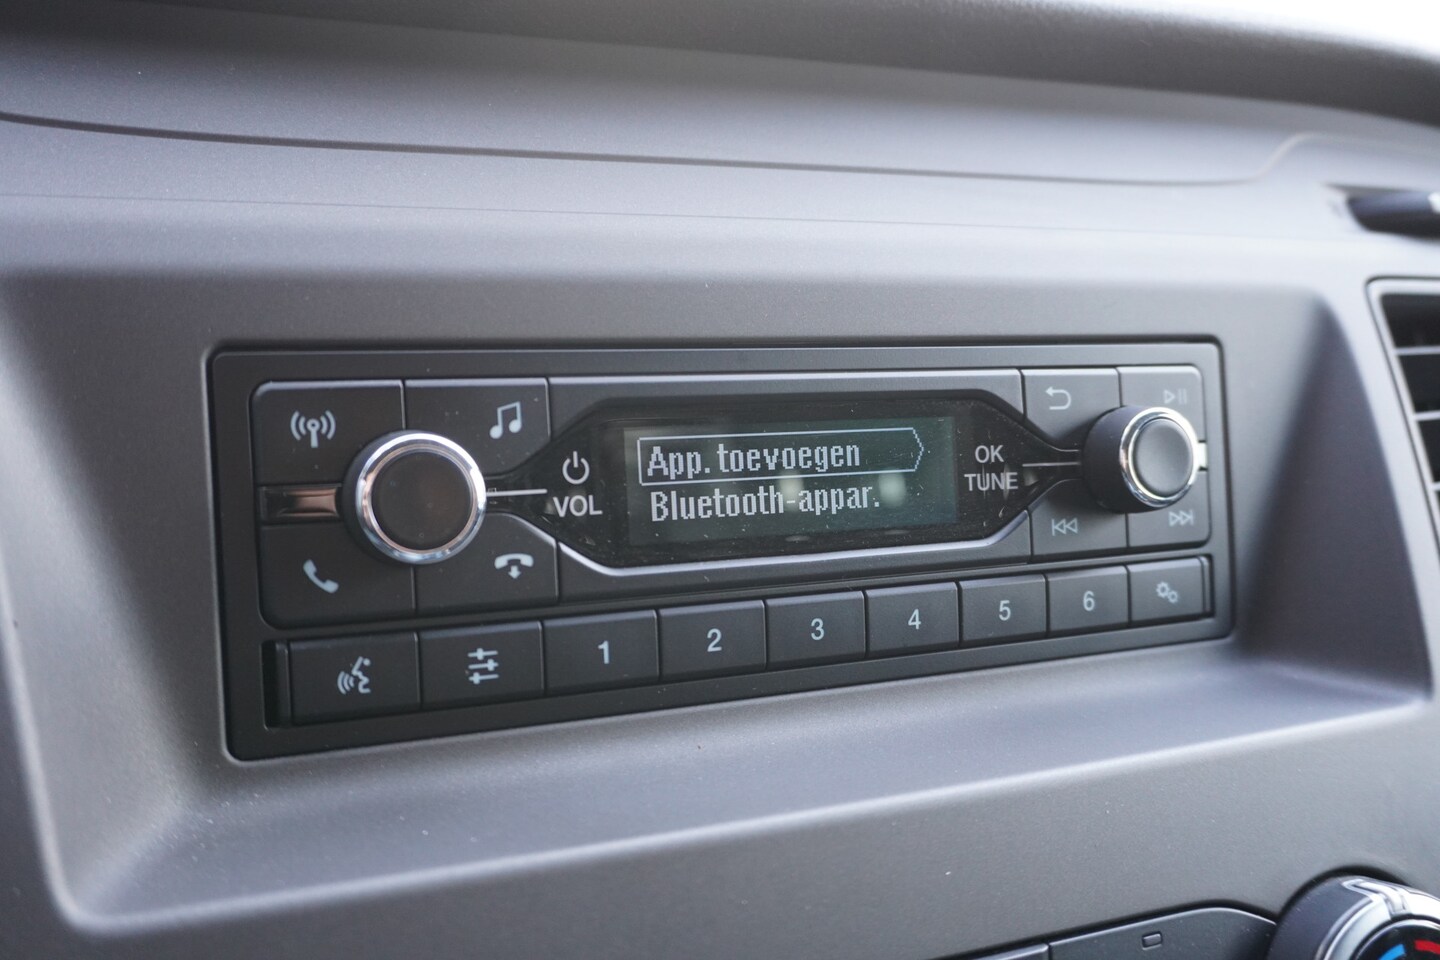 App. toevoegen
Bluetooth-appar.
VOL
OK
TUNE
1 2 3 4 5 6